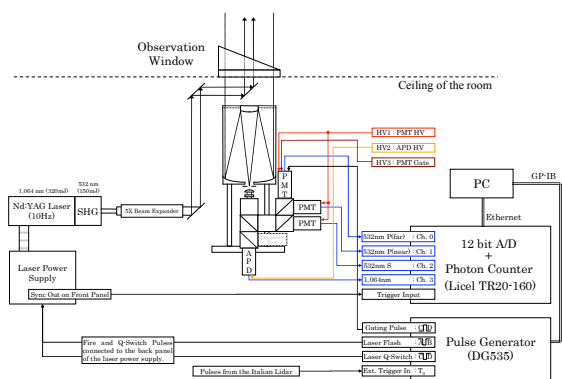 Observation
Window
Ceiling of the room
HV1 : PMT HV
HV2 : APD HV
HV3 : PMT Gate
1,064 nm (320mJ)
532 nm
(150mJ)
Nd:YAG Laser
(10Hz)
SHG
5X Beam Expander
PMT
PMT
PMT
APD
PC
GP-IB
Ethernet
532nm P(far) : Ch. 0
532nm P(near) : Ch. 1
532nm S : Ch. 2
1,064nm : Ch. 3
Trigger Input
12 bit A/D
+
Photon Counter
(Licel TR20-160)
Laser Power
Supply
Sync Out on Front Panel
Fire and Q-Switch Pulses
connected to the back panel
of the laser power supply.
Gating Pulse :
Laser Flash :
Laser Q-Switch :
Ext. Trigger In : T0
Pulse Generator
(DG535)
Pulses from the Italian Lidar